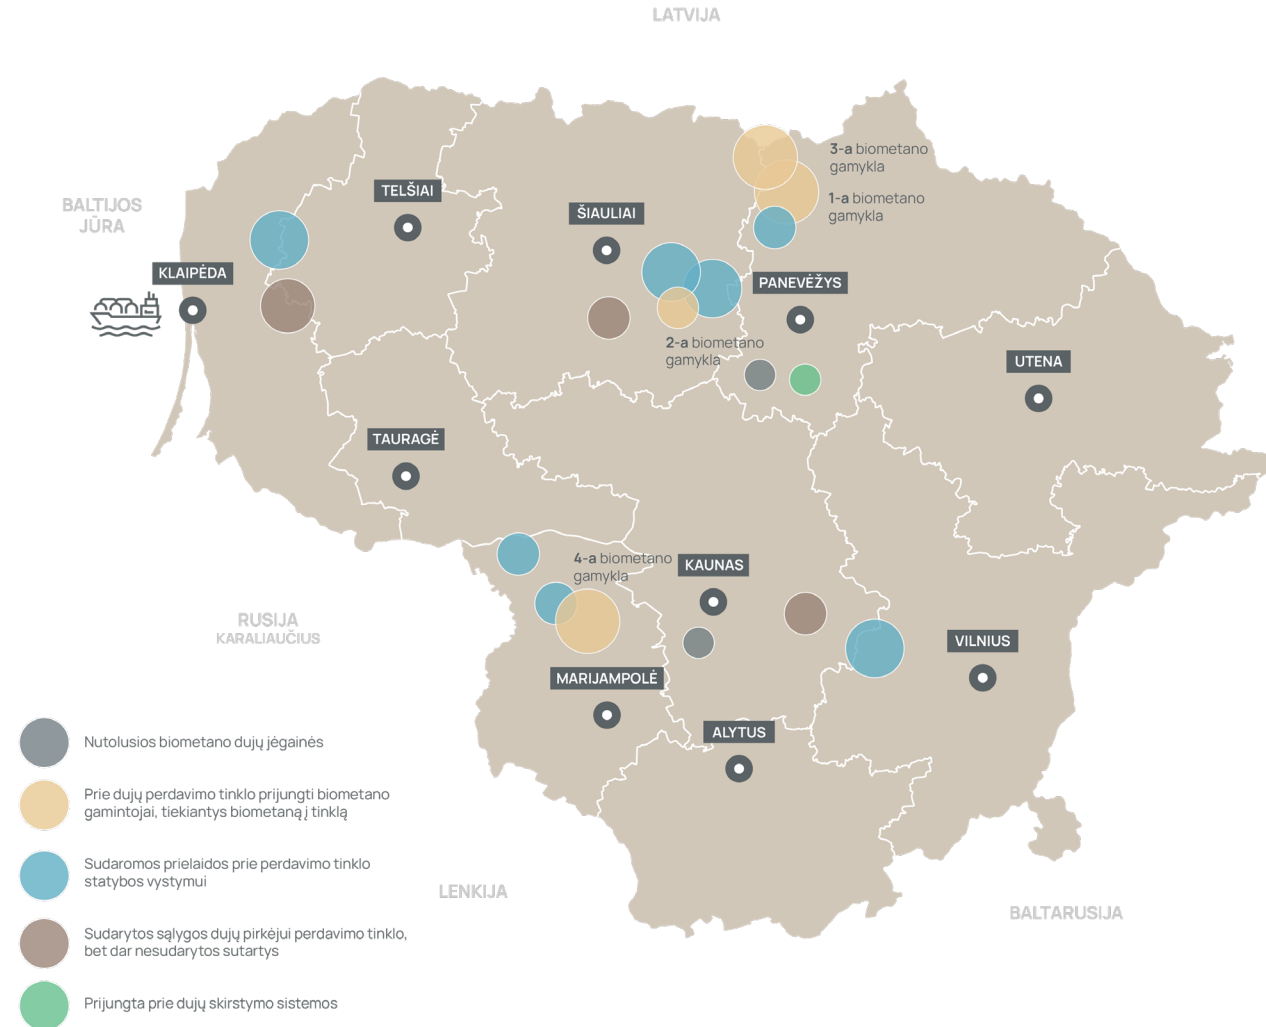 LATVIJA
3-a biometano
gamykla
BALTIJOS
JŪRA
TELŠIAI
1-a biometano
gamykla
ŠIAULIAI
KLAIPĖDA
PANEVĖŽYS
2-a biometano
gamykla
UTENA
TAURAGĖ
4-a biometano
gamykla
KAUNAS
RUSIJA
KARALIAUČIUS
VILNIUS
MARIJAMPOLĖ
ALYTUS
Nutolusios biometano dujų jėgainės
Prie dujų perdavimo tinklo prijungti biometano
gamintojai, tiekiantys biometaną į tinklą
Sudaromos prielaidos prie perdavimo tinklo
statybos vystymui
LENKIJA
BALTARUSIJA
Sudarytos sąlygos dujų pirkėjui perdavimo tinklo,
bet dar nesudarytos sutartys
Prijungta prie dujų skirstymo sistemos